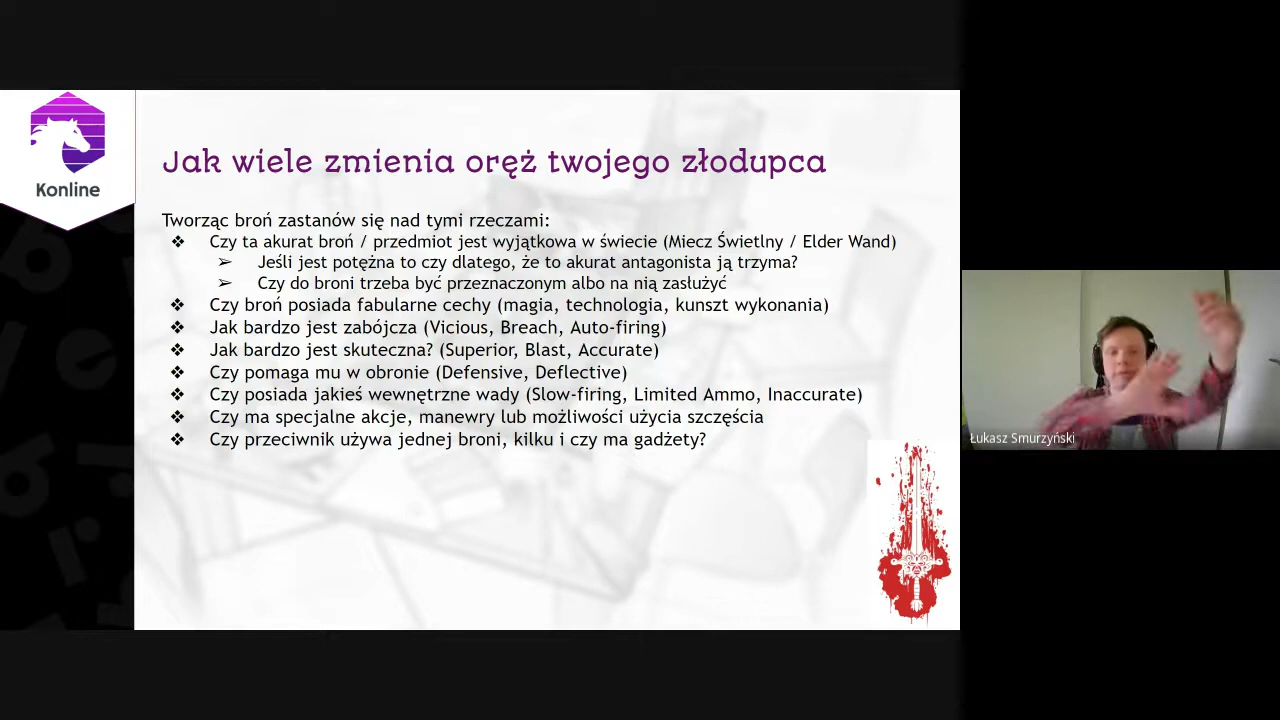 Konline
Jak wiele zmienia oręż twojego złodupca
Tworząc broń zastanów się nad tymi rzeczami:
❖ Czy ta akurat broń / przedmiot jest wyjątkowa w świecie (Miecz Świetlny / Elder Wand)
➢ Jeśli jest potężna to czy dlatego, że to akurat antagonista ją trzyma?
➢ Czy do broni trzeba być przeznaczonym albo na nią zasłużyć
❖ Czy broń posiada fabularne cechy (magia, technologia, kunszt wykonania)
❖ Jak bardzo jest zabójcza (Vicious, Breach, Auto-firing)
❖ Jak bardzo jest skuteczna? (Superior, Blast, Accurate)
❖ Czy pomaga mu w obronie (Defensive, Deflective)
❖ Czy posiada jakieś wewnętrzne wady (Slow-firing, Limited Ammo, Inaccurate)
❖ Czy ma specjalne akcje, manewry lub możliwości użycia szczęścia
❖ Czy przeciwnik używa jednej broni, kilku i czy ma gadżety?
Łukasz Smurzyński